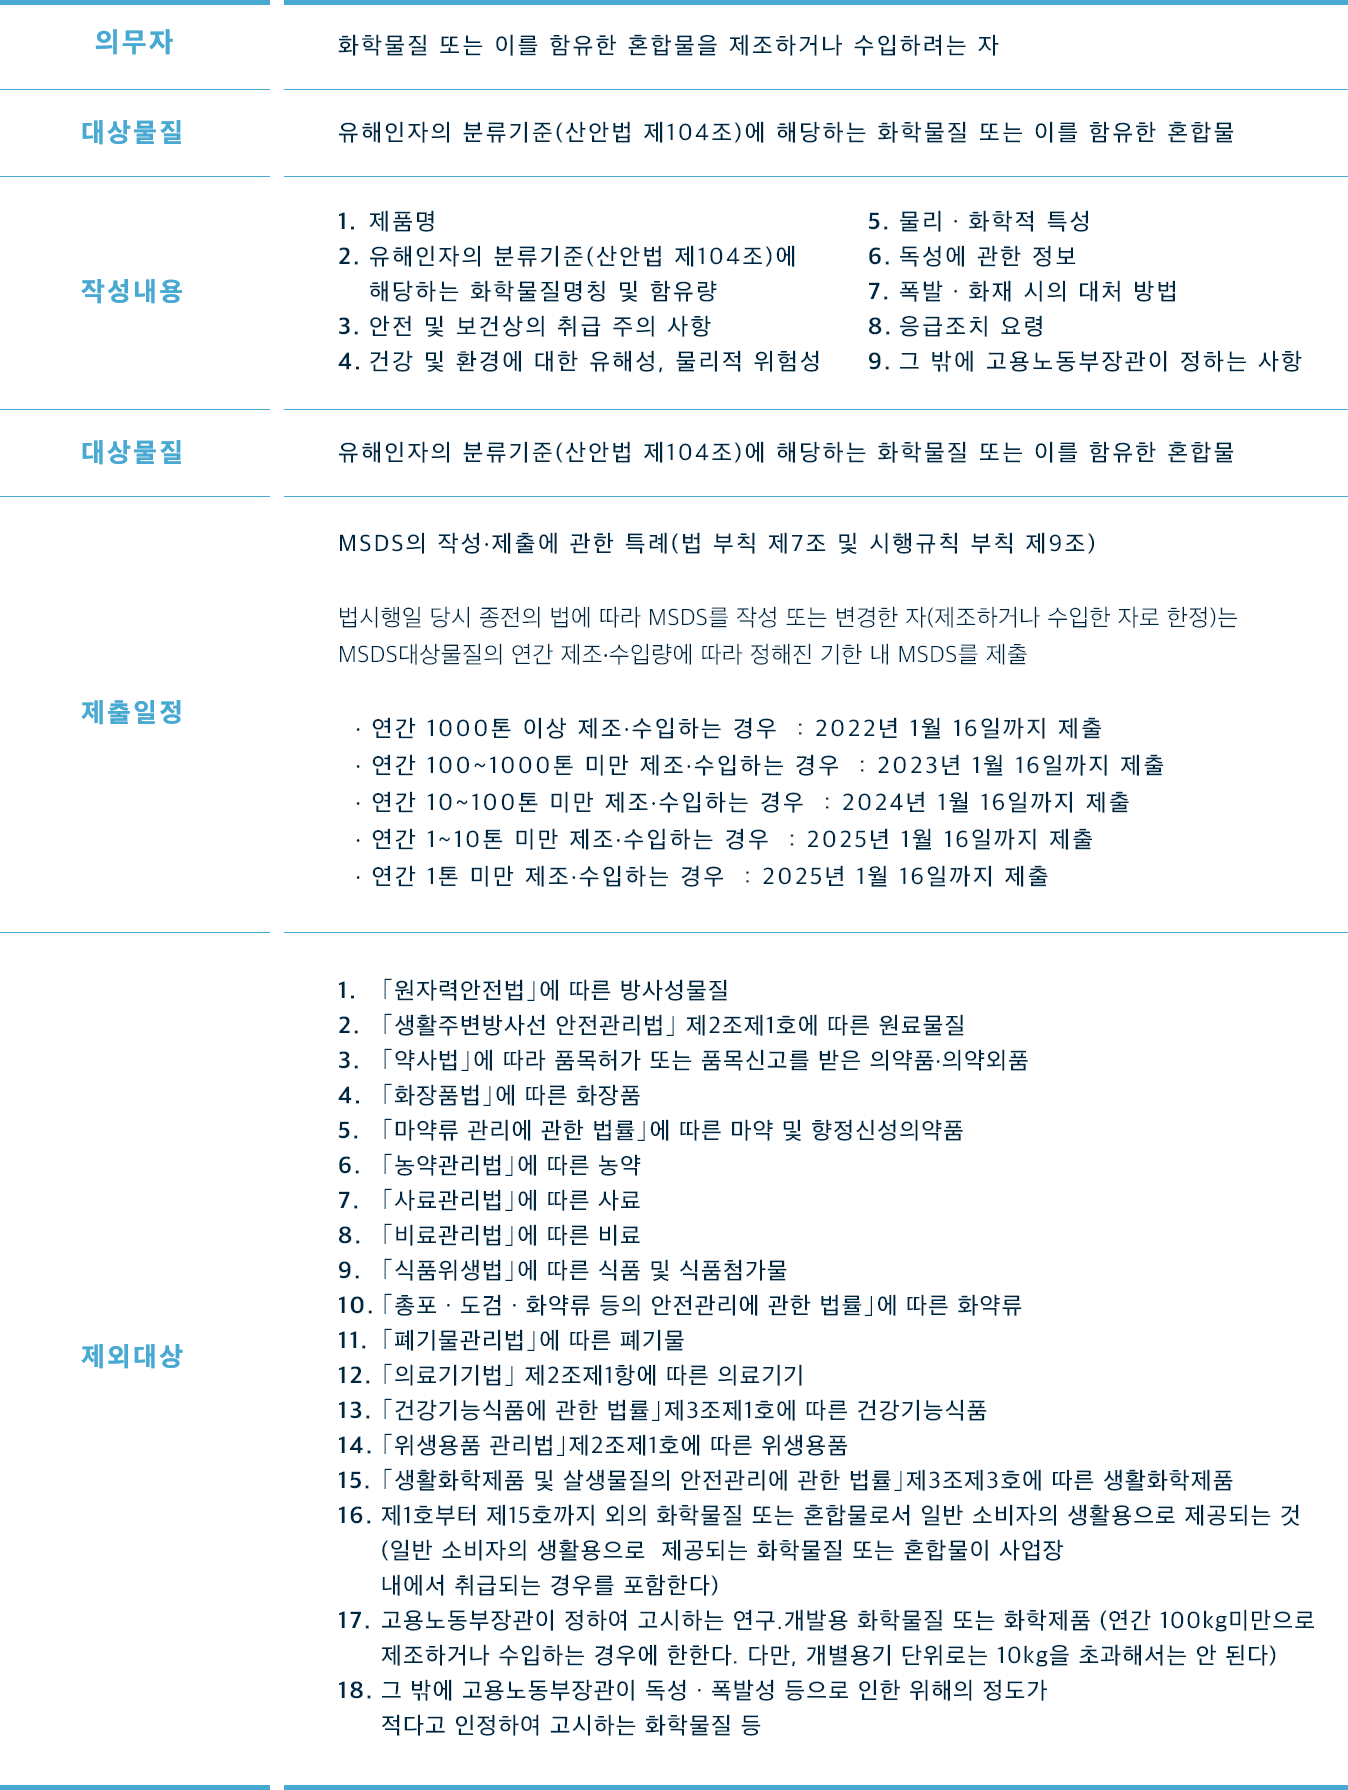 의무자
화학물질 또는 이를 함유한 혼합물을 제조하거나 수입하려는 자
대상물질
유해인자의 분류기준(산안법 제104조)에 해당하는 화학물질 또는 이를 함유한 혼합물
작성내용
1. 제품명
2. 유해인자의 분류기준(산안법 제104조)에
해당하는 화학물질명칭 및 함유량
3. 안전 및 보건상의 취급 주의 사항
4. 건강 및 환경에 대한 유해성, 물리적 위험성
5. 물리 · 화학적 특성
6. 독성에 관한 정보
7. 폭발 · 화재 시의 대처 방법
8. 응급조치 요령
9. 그 밖에 고용노동부장관이 정하는 사항
대상물질
유해인자의 분류기준(산안법 제104조)에 해당하는 화학물질 또는 이를 함유한 혼합물
제출일정
MSDS의 작성·제출에 관한 특례(법 부칙 제7조 및 시행규칙 부칙 제9조)
법시행일 당시 종전의 법에 따라 MSDS를 작성 또는 변경한 자(제조하거나 수입한 자로 한정)는
MSDS대상물질의 연간 제조·수입량에 따라 정해진 기한 내 MSDS를 제출
· 연간 1000톤 이상 제조·수입하는 경우 : 2022년 1월 16일까지 제출
· 연간 100~1000톤 미만 제조·수입하는 경우 : 2023년 1월 16일까지 제출
· 연간 10~100톤 미만 제조·수입하는 경우 : 2024년 1월 16일까지 제출
· 연간 1~10톤 미만 제조·수입하는 경우 : 2025년 1월 16일까지 제출
· 연간 1톤 미만 제조·수입하는 경우 : 2025년 1월 16일까지 제출
제외대상
1. 「원자력안전법」에 따른 방사성물질
2. 「생활주변방사선 안전관리법」 제2조제1호에 따른 원료물질
3. 「약사법」에 따라 품목허가 또는 품목신고를 받은 의약품·의약외품
4. 「화장품법」에 따른 화장품
5. 「마약류 관리에 관한 법률」에 따른 마약 및 향정신성의약품
6. 「농약관리법」에 따른 농약
7. 「사료관리법」에 따른 사료
8. 「비료관리법」에 따른 비료
9. 「식품위생법」에 따른 식품 및 식품첨가물
10. 「총포 · 도검 · 화약류 등의 안전관리에 관한 법률」에 따른 화약류
11. 「폐기물관리법」에 따른 폐기물
12. 「의료기기법」 제2조제1항에 따른 의료기기
13. 「건강기능식품에 관한 법률」제3조제1호에 따른 건강기능식품
14. 「위생용품 관리법」제2조제1호에 따른 위생용품
15. 「생활화학제품 및 살생물질의 안전관리에 관한 법률」제3조제3호에 따른 생활화학제품
16. 제1호부터 제15호까지 외의 화학물질 또는 혼합물로서 일반 소비자의 생활용으로 제공되는 것
(일반 소비자의 생활용으로 제공되는 화학물질 또는 혼합물이 사업장
내에서 취급되는 경우를 포함한다)
17. 고용노동부장관이 정하여 고시하는 연구.개발용 화학물질 또는 화학제품 (연간 100kg미만으로
제조하거나 수입하는 경우에 한한다. 다만, 개별용기 단위로는 10kg을 초과해서는 안 된다)
18. 그 밖에 고용노동부장관이 독성 · 폭발성 등으로 인한 위해의 정도가
적다고 인정하여 고시하는 화학물질 등